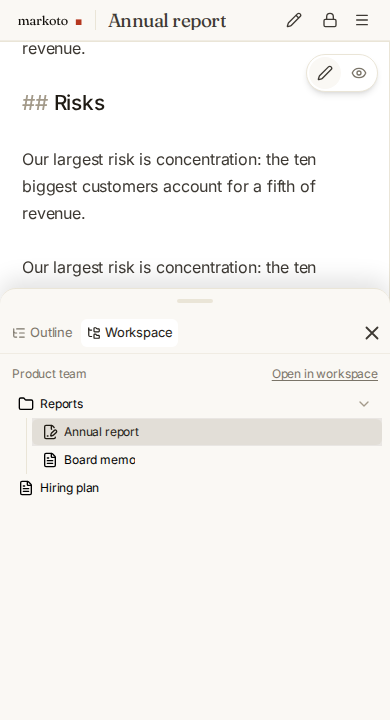 markoto
Annual report
revenue.
## Risks
Our largest risk is concentration: the ten
biggest customers account for a fifth of
revenue.
Our largest risk is concentration: the ten
Outline
Workspace
Product team
Open in workspace
Reports
Annual report
Board memo
Hiring plan